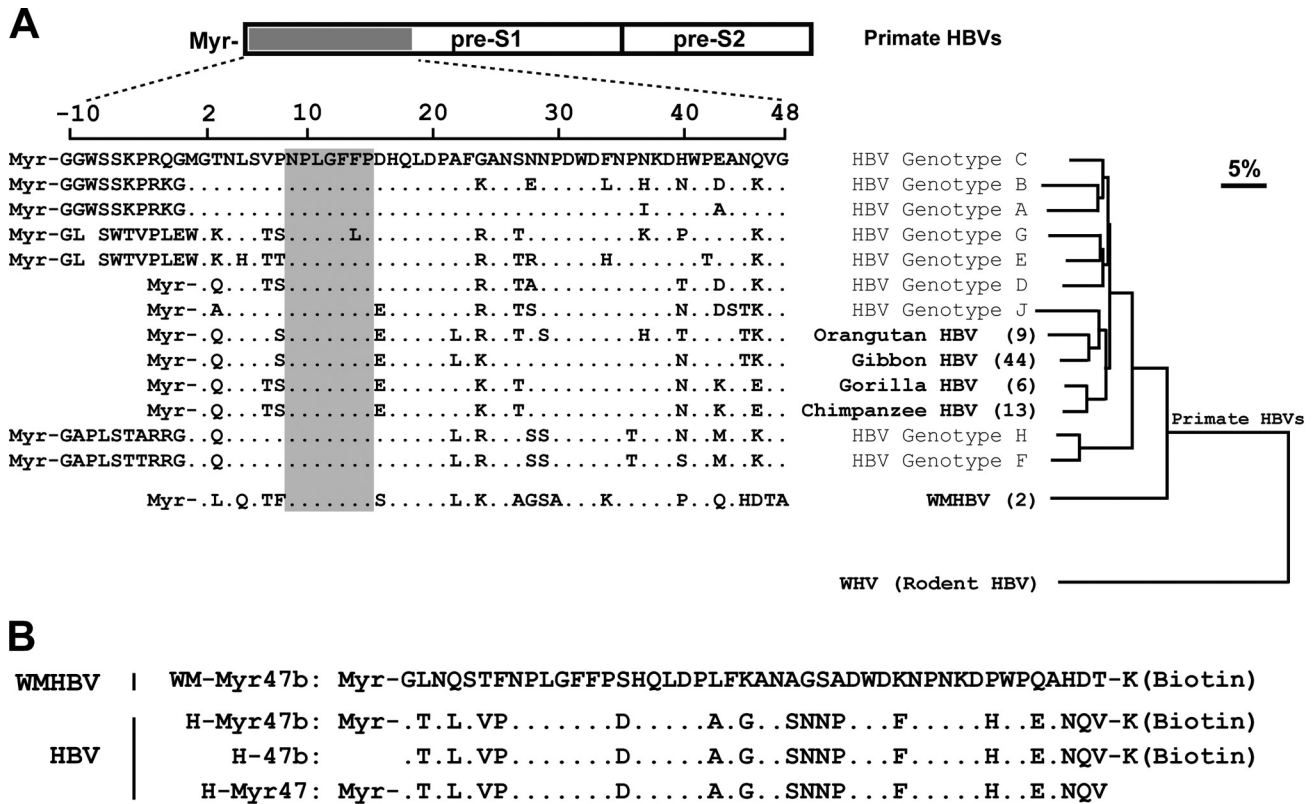 A
Myr- pre-S1 pre-S2 Primate HBVs
-10 2 10 20 30 40 48
Myr-GGWSSKPRQGMGTNLSVPNPLGFFPDHQLDPAFGANSNNPDWDFNPNKDHWPEANQVG HBV Genotype C
Myr-GGWSSKPRKG.......................K...E.....L..H..N..D..K.. HBV Genotype B
Myr-GGWSSKPRKG....................................I.....A..... HBV Genotype A
Myr-GL SWTVPLEW.K...TS.....L.........R..T.........K..P.....K.. HBV Genotype G
Myr-GL SWTVPLEW.K.H.TT...............R..TR.....H.......T...K.. HBV Genotype E
Myr-.Q...TS...............R..TA...........T..D..K.. HBV Genotype D
Myr-.A............E.......R..TS...........N..DSTK.. HBV Genotype J
Myr-.Q....S.......E.....L.R..T.S.......H..T....TK.. Orangutan HBV (9)
Myr-.Q....S.......E.....L.K...............N....TK.. Gibbon HBV (44)
Myr-.Q...TS.......E.......K..T............N..K..E.. Gorilla HBV (6)
Myr-.Q...TS.......E.......K..T............N..K..E.. Chimpanzee HBV (13)
Myr-GAPLSTARRG..Q..................L.R...SS......T...N..M..K.. HBV Genotype H
Myr-GAPLSTTRRG..Q..................L.R...SS......T...S..M..K.. HBV Genotype F
Myr-.L.Q.TF.......S.....L.K..AGSA...K.....P..Q.HDTA WMHBV (2)
WHV (Rodent HBV)
5%
Primate HBVs
B
WMHBV WM-Myr47b: Myr-GLNQSTFNPLGFFPSHQLDPLFKANAGSADWDKNPNKDPWPQAHDT-K(Biotin)
HBV H-Myr47b: Myr-.T.L.VP.......D.....A.G..SNNP...F.....H..E.NQV-K(Biotin)
H-47b: .T.L.VP.......D.....A.G..SNNP...F.....H..E.NQV-K(Biotin)
H-Myr47: Myr-.T.L.VP.......D.....A.G..SNNP...F.....H..E.NQV